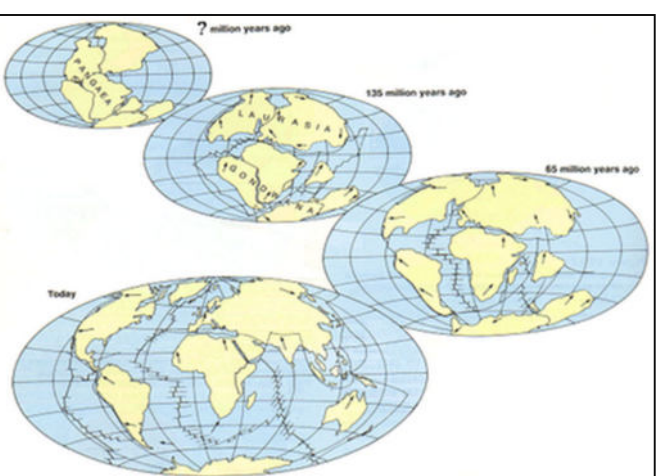 ? million years ago
PANGAEA
135 million years ago
LAURASIA
GONDWANA
65 million years ago
Today